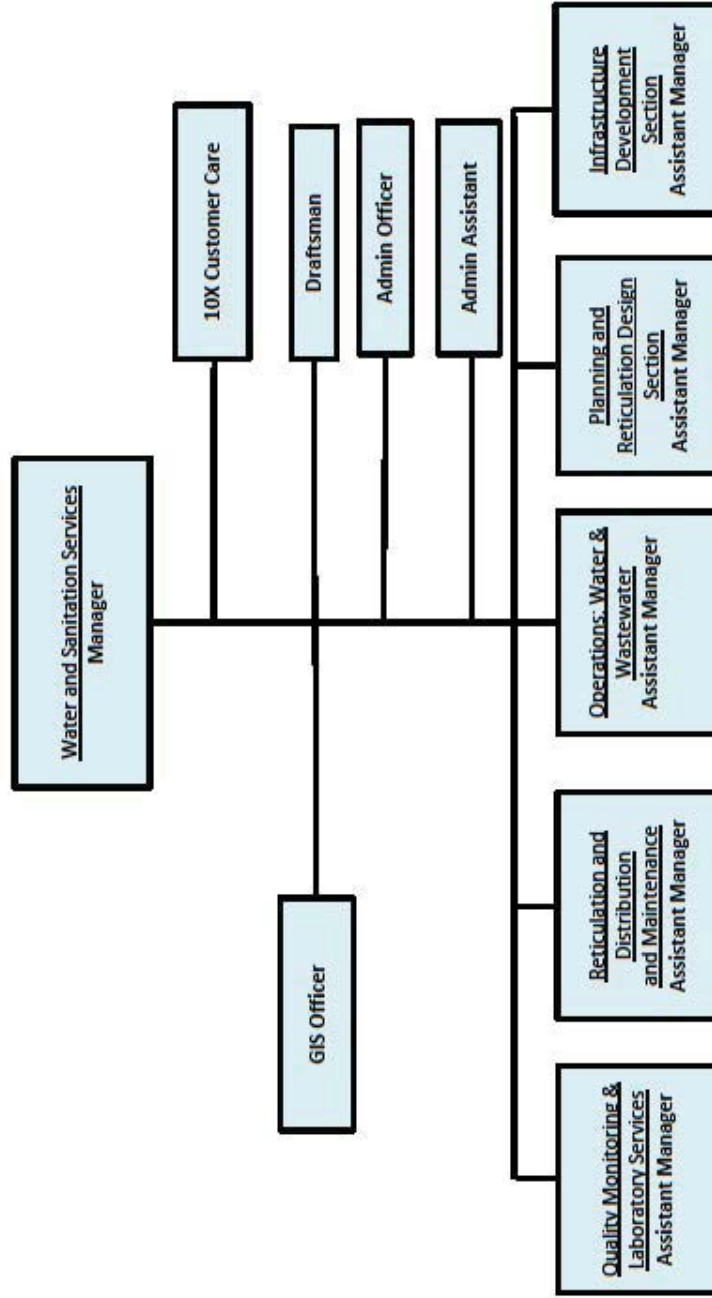 Water and Sanitation Services
Manager
10X Customer Care
GIS Officer
Draftsman
Admin Officer
Admin Assistant
Quality Monitoring &
Laboratory Services
Assistant Manager
Reticulation and
Distribution
and Maintenance
Assistant Manager
Operations: Water &
Wastewater
Assistant Manager
Planning and
Reticulation Design
Section
Assistant Manager
Infrastructure
Development
Section
Assistant Manager